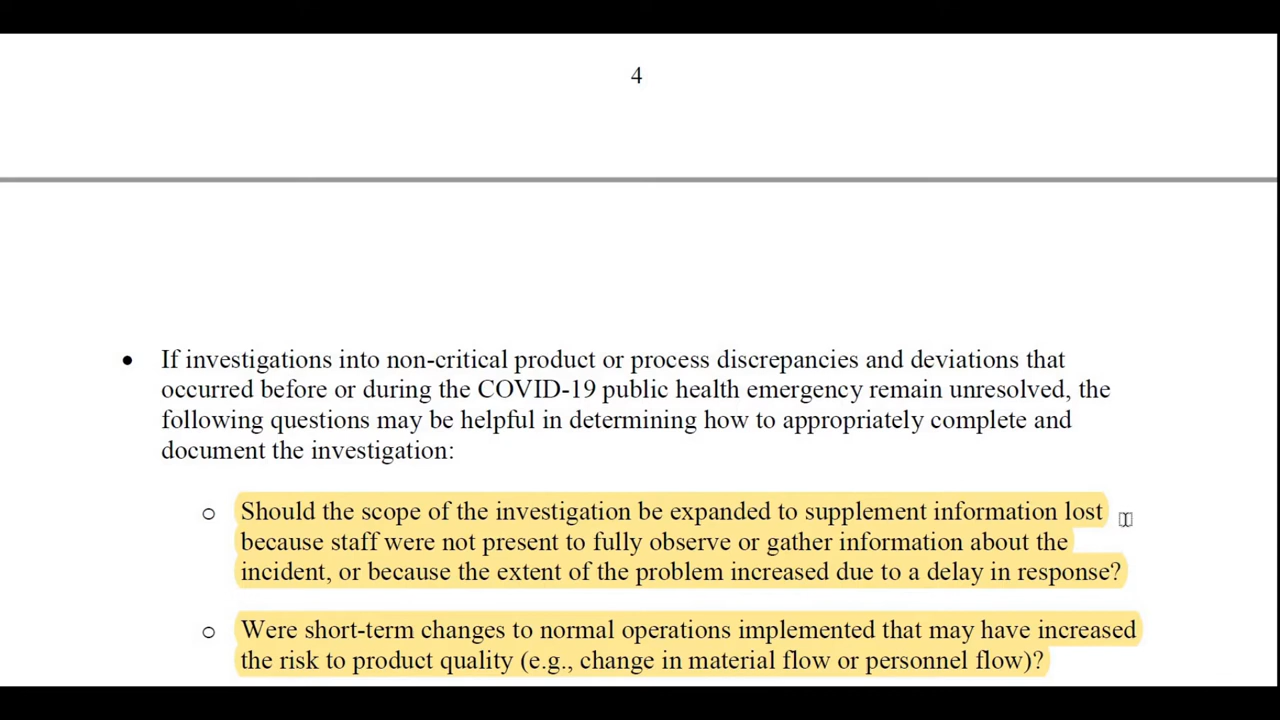 4
• If investigations into non-critical product or process discrepancies and deviations that
occurred before or during the COVID-19 public health emergency remain unresolved, the
following questions may be helpful in determining how to appropriately complete and
document the investigation:
o Should the scope of the investigation be expanded to supplement information lost
because staff were not present to fully observe or gather information about the
incident, or because the extent of the problem increased due to a delay in response?
o Were short-term changes to normal operations implemented that may have increased
the risk to product quality (e.g., change in material flow or personnel flow)?